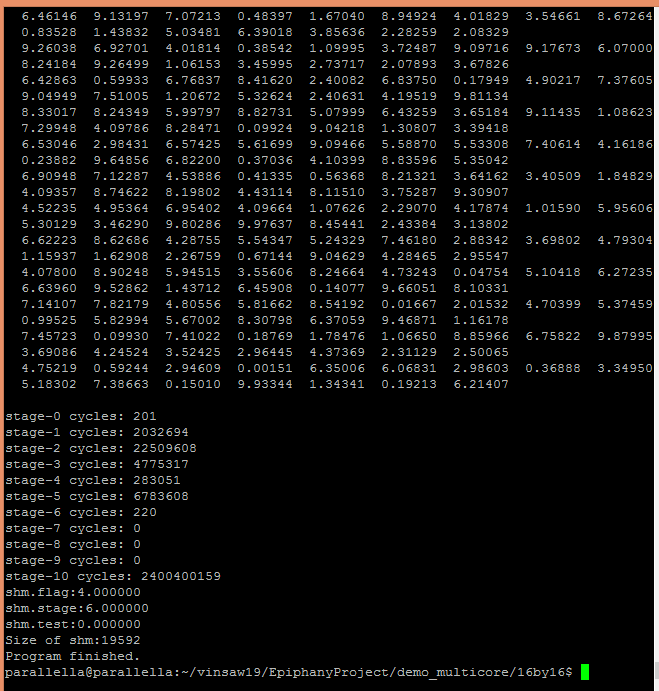 6.46146 9.13197 7.07213 0.48397 1.67040 8.94924 4.01829 3.54661 8.67264
0.83528 1.43832 5.03481 6.39018 3.85636 2.28259 2.08329
9.26038 6.92701 4.01814 0.38542 1.09995 3.72487 9.09716 9.17673 6.07000
8.24184 9.26499 1.06153 3.45995 2.73717 2.07893 3.67826
6.42863 0.59933 6.76837 8.41620 2.40082 6.83750 0.17949 4.90217 7.37605
9.04949 7.51005 1.20672 5.32624 2.40631 4.19519 9.81134
8.33017 8.24349 5.99797 8.82731 5.07999 6.43259 3.65184 9.11435 1.08623
7.29948 4.09786 8.28471 0.09924 9.04218 1.30807 3.39418
6.53046 2.98431 6.57425 5.61699 9.09466 5.58870 5.53308 7.40614 4.16186
0.23882 9.64856 6.82200 0.37036 4.10399 8.83596 5.35042
6.90948 7.12287 4.53886 0.41335 0.56368 8.21321 3.64162 3.40509 1.84829
4.09357 8.74622 8.19802 4.43114 8.11510 3.75287 9.30907
4.52235 4.95364 6.95402 4.09664 1.07626 2.29070 4.17874 1.01590 5.95606
5.30129 3.46290 9.80286 9.97637 8.45441 2.43384 3.13802
6.62223 8.62686 4.28755 5.54347 5.24329 7.46180 2.88342 3.69802 4.79304
1.15937 1.62908 2.26759 0.67144 9.04629 4.28465 2.95547
4.07800 8.90248 5.94515 3.55606 8.24664 4.73243 0.04754 5.10418 6.27235
6.63960 9.52862 1.43712 6.45908 0.14077 9.66051 8.10331
7.14107 7.82179 4.80556 5.81662 8.54192 0.01667 2.01532 4.70399 5.37459
0.99525 5.82994 5.67002 8.30798 6.37059 9.46871 1.16178
7.45723 0.09930 7.41022 0.18769 1.78476 1.06650 8.85966 6.75822 9.87995
3.69086 4.24524 3.52425 2.96445 4.37369 2.31129 2.50065
4.75219 0.59244 2.94609 0.00151 6.35006 6.06831 2.98603 0.36888 3.34950
5.18302 7.38663 0.15010 9.93344 1.34341 0.19213 6.21407
stage-0 cycles: 201
stage-1 cycles: 2032694
stage-2 cycles: 22509608
stage-3 cycles: 4775317
stage-4 cycles: 283051
stage-5 cycles: 6783608
stage-6 cycles: 220
stage-7 cycles: 0
stage-8 cycles: 0
stage-9 cycles: 0
stage-10 cycles: 2400400159
shm.flag:4.000000
shm.stage:6.000000
shm.test:0.000000
Size of shm:19592
Program finished.
parallella@parallella:~/vinsaw19/EpiphanyProject/demo_multicore/16by16$